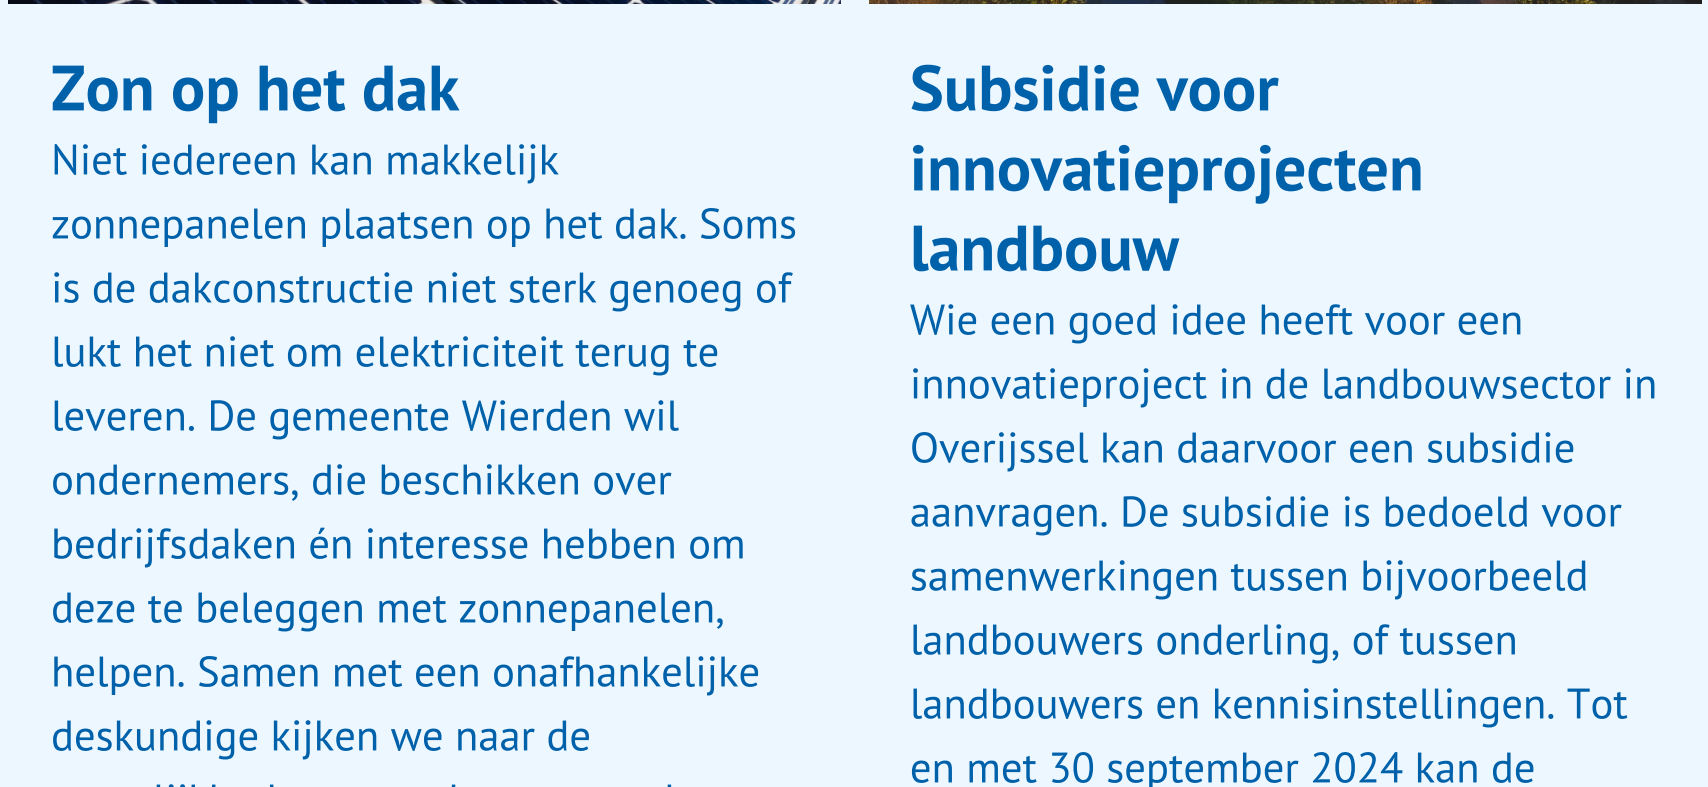 Zon op het dak
Niet iedereen kan makkelijk
zonnepanelen plaatsen op het dak. Soms
is de dakconstructie niet sterk genoeg of
lukt het niet om elektriciteit terug te
leveren. De gemeente Wierden wil
ondernemers, die beschikken over
bedrijfsdaken én interesse hebben om
deze te beleggen met zonnepanelen,
helpen. Samen met een onafhankelijke
deskundige kijken we naar de
Subsidie voor
innovatieprojecten
landbouw
Wie een goed idee heeft voor een
innovatieproject in de landbouwsector in
Overijssel kan daarvoor een subsidie
aanvragen. De subsidie is bedoeld voor
samenwerkingen tussen bijvoorbeeld
landbouwers onderling, of tussen
landbouwers en kennisinstellingen. Tot
en met 30 september 2024 kan de